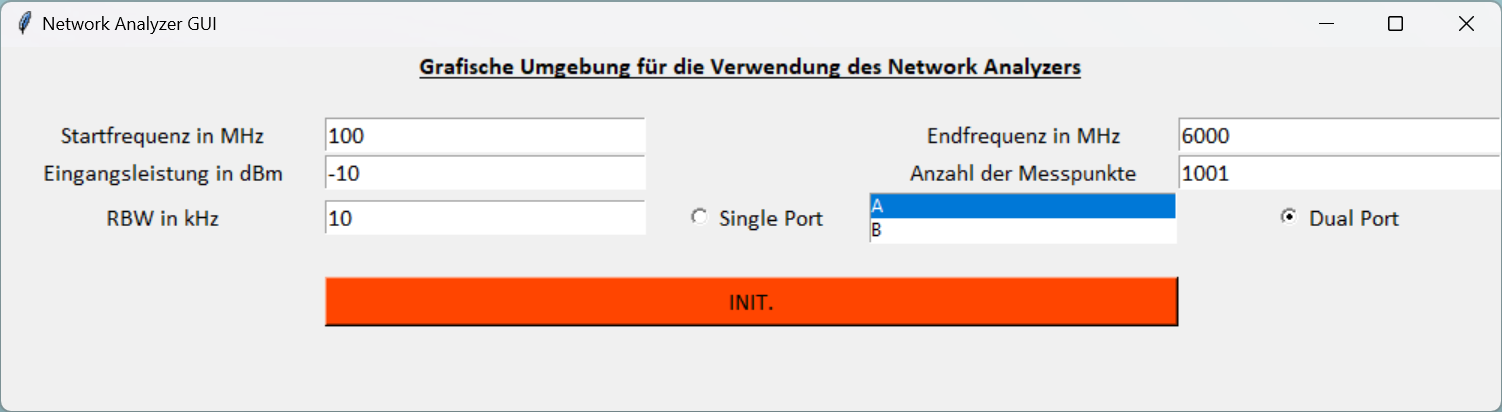 Network Analyzer GUI
Grafische Umgebung für die Verwendung des Network Analyzers
Startfrequenz in MHz 100 Endfrequenz in MHz 6000
Eingangsleistung in dBm -10 Anzahl der Messpunkte 1001
RBW in kHz 10 Single Port A Dual Port
B
INIT.